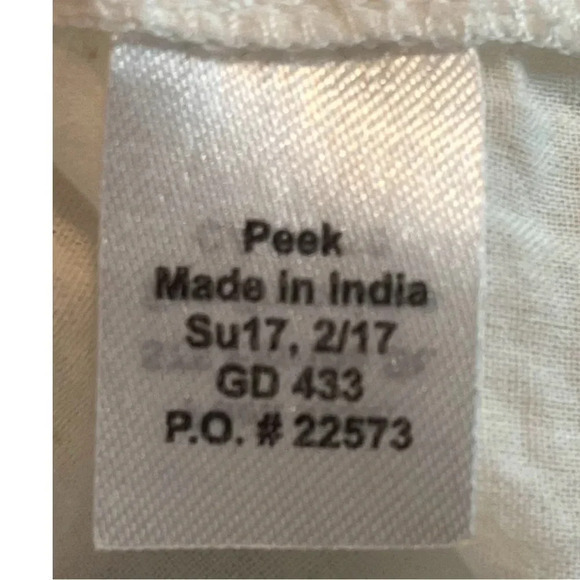 Peek
Made in India
Su17, 2/17
GD 433
P.O. # 22573